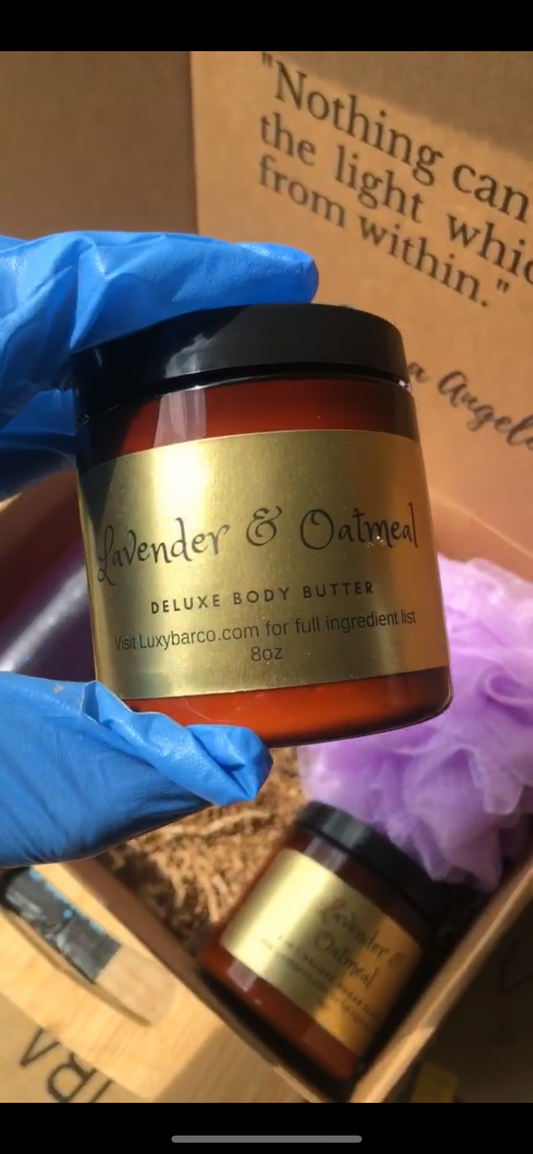 "Nothing can
the light
from within."
a Angel
Lavender & Oatmeal
DELUXE BODY BUTTER
Visit Luxybarco.com for full ingredient list
8oz
Lavender &
Oatmeal